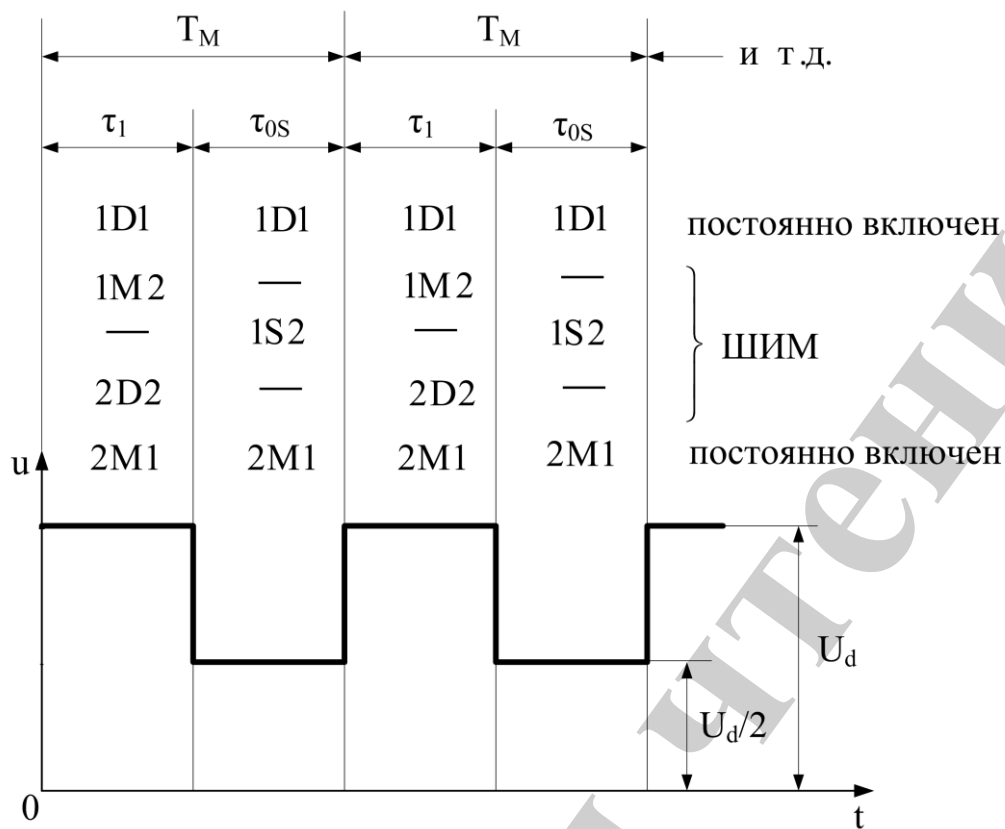 T_M T_M и т.д.
τ_1 τ_0S τ_1 τ_0S
1D1 1D1 1D1 1D1 постоянно включен
1M2 — 1M2 —
— 1S2 — 1S2 ШИМ
2D2 — 2D2 —
u 2M1 2M1 2M1 2M1 постоянно включен
U_d
U_d/2
0 t
чтени